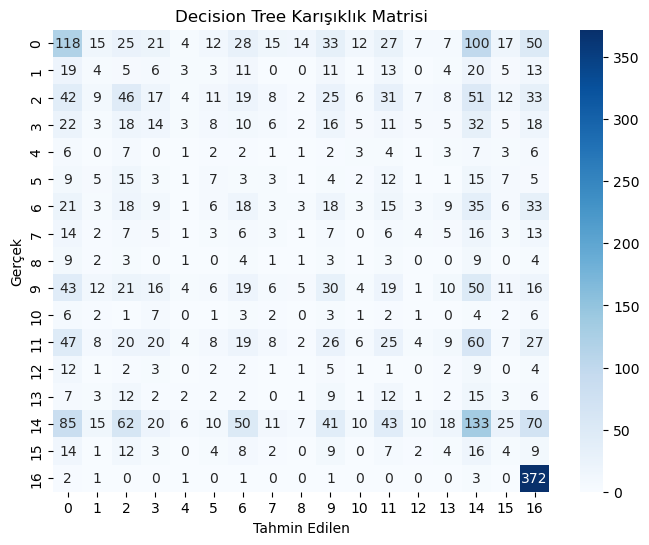 Decision Tree Karışıklık Matrisi
0 118 15 25 21 4 12 28 15 14 33 12 27 7 7 100 17 50
1 19 4 5 6 3 3 11 0 0 11 1 13 0 4 20 5 13
2 42 9 46 17 4 11 19 8 2 25 6 31 7 8 51 12 33
3 22 3 18 14 3 8 10 6 2 16 5 11 5 5 32 5 18
4 6 0 7 0 1 2 2 1 1 2 3 4 1 3 7 3 6
5 9 5 15 3 1 7 3 3 1 4 2 12 1 1 15 7 5
6 21 3 18 9 1 6 18 3 3 18 3 15 3 9 35 6 33
7 14 2 7 5 1 3 6 3 1 7 0 6 4 5 16 3 13
8 9 2 3 0 1 0 4 1 1 3 1 3 0 0 9 0 4
9 43 12 21 16 4 6 19 6 5 30 4 19 1 10 50 11 16
10 6 2 1 7 0 1 3 2 0 3 1 2 1 0 4 2 6
11 47 8 20 20 4 8 19 8 2 26 6 25 4 9 60 7 27
12 12 1 2 3 0 2 2 1 1 5 1 1 0 2 9 0 4
13 7 3 12 2 2 2 2 0 1 9 1 12 1 2 15 3 6
14 85 15 62 20 6 10 50 11 7 41 10 43 10 18 133 25 70
15 14 1 12 3 0 4 8 2 0 9 0 7 2 4 16 4 9
16 2 1 0 0 1 0 1 0 0 1 0 0 0 0 3 0 372
0 1 2 3 4 5 6 7 8 9 10 11 12 13 14 15 16
Tahmin Edilen
Gerçek
350
300
250
200
150
100
50
0